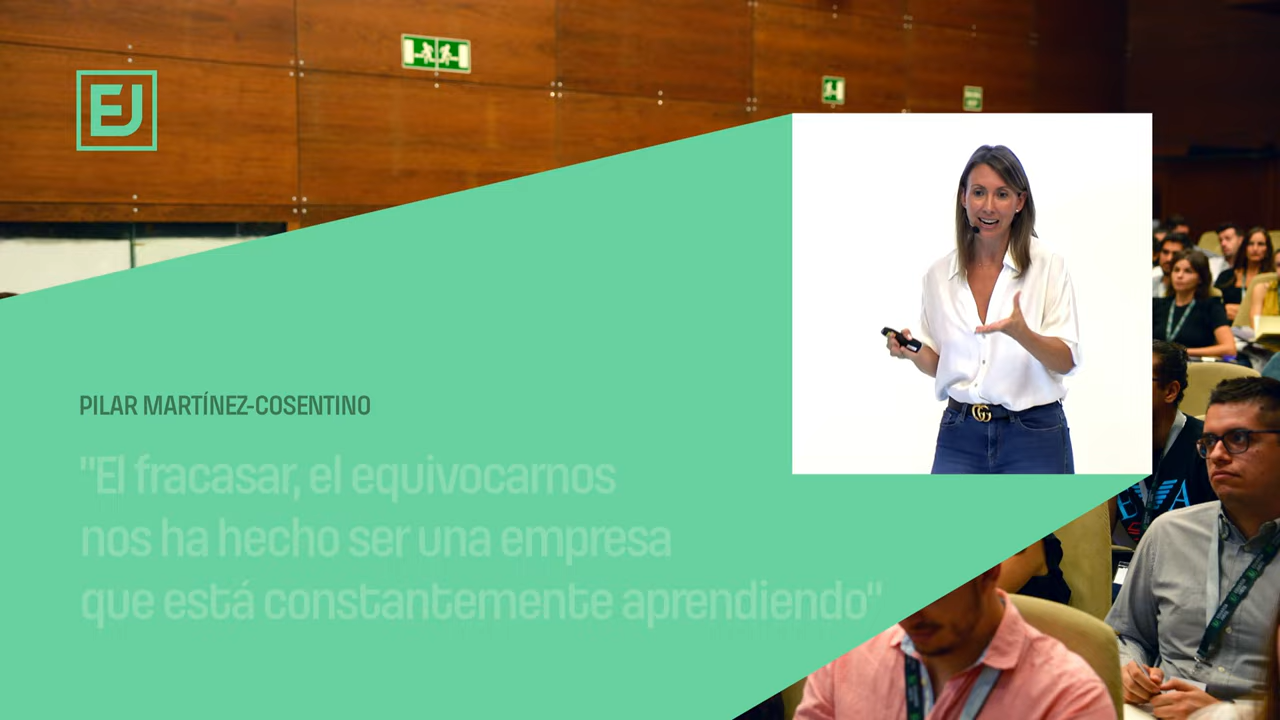 EJ
PILAR MARTÍNEZ-COSENTINO
"El fracasar, el equivocarnos
nos ha hecho ser una empresa
que está constantemente aprendiendo"